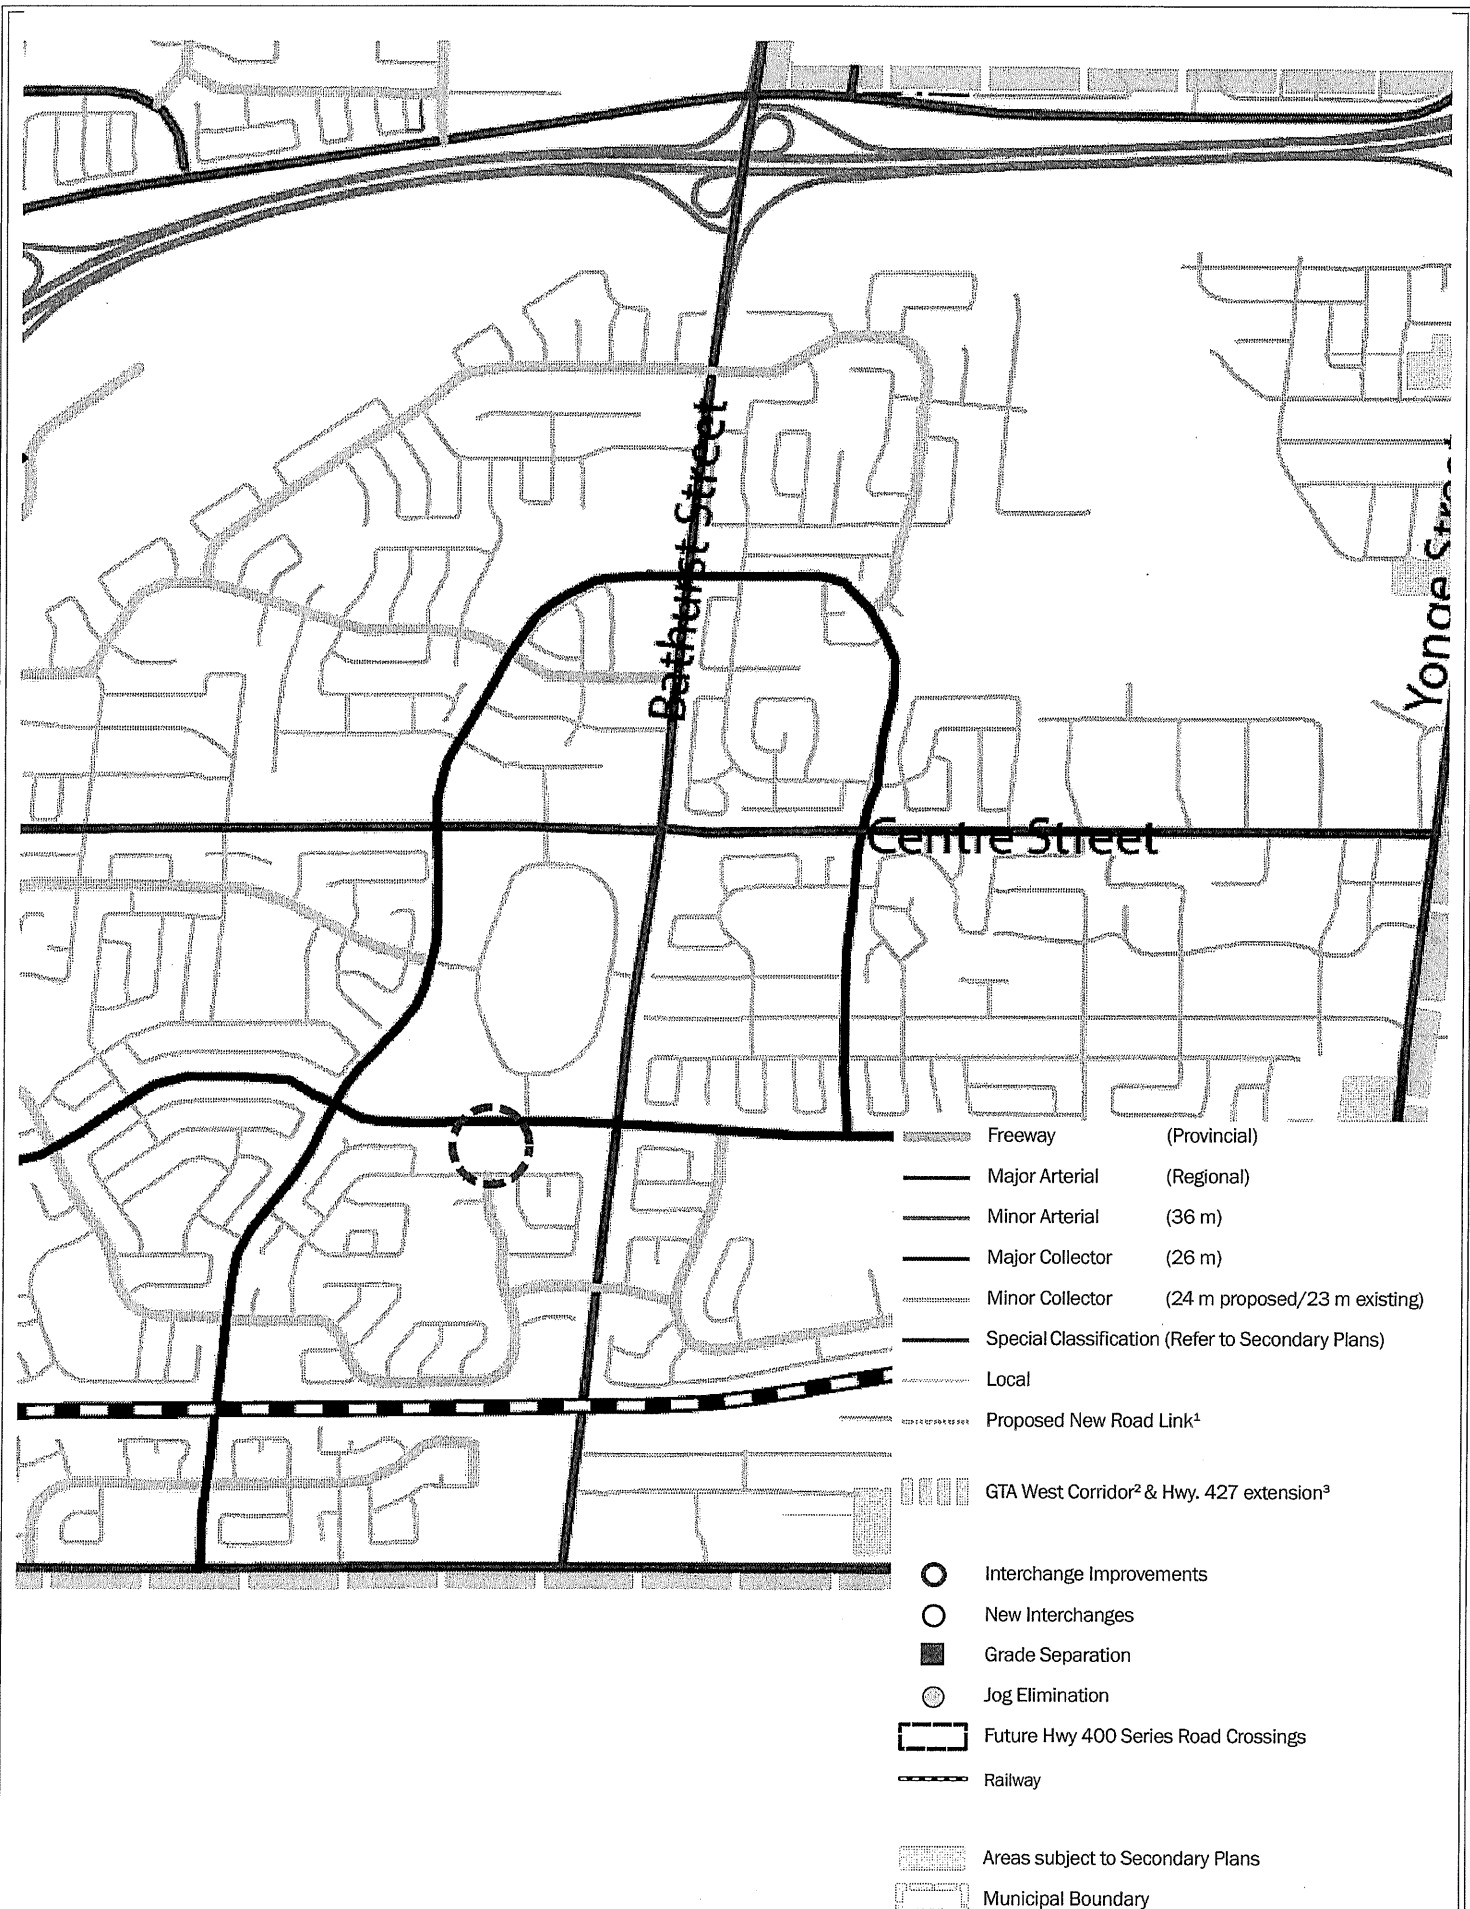 Bathurst Street
Yonge Street
Centre Street
Freeway (Provincial)
Major Arterial (Regional)
Minor Arterial (36 m)
Major Collector (26 m)
Minor Collector (24 m proposed/23 m existing)
Special Classification (Refer to Secondary Plans)
Local
Proposed New Road Link¹
GTA West Corridor² & Hwy. 427 extension³
Interchange Improvements
New Interchanges
Grade Separation
Jog Elimination
Future Hwy 400 Series Road Crossings
Railway
Areas subject to Secondary Plans
Municipal Boundary